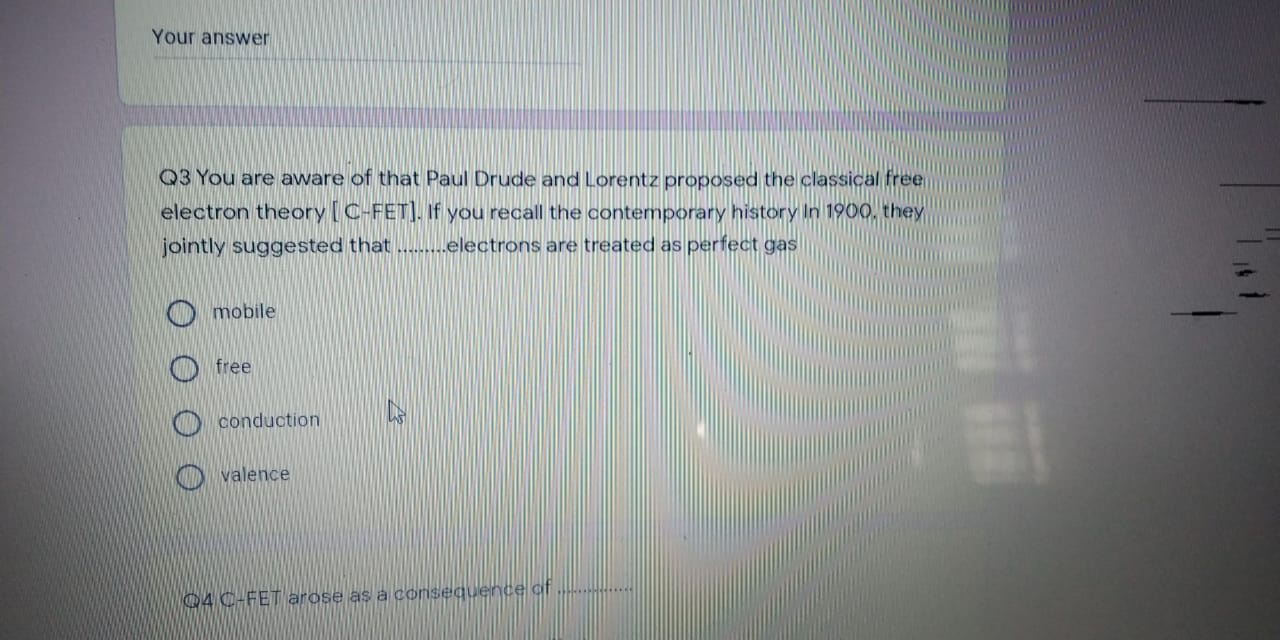 Your answer
Q3 You are aware of that Paul Drude and Lorentz proposed the classical free
electron theory [ C-FET]. If you recall the contemporary history In 1900, they
jointly suggested that .........electrons are treated as perfect gas
mobile
free
conduction
valence
Q4 C-FET arose as a consequence of ..............